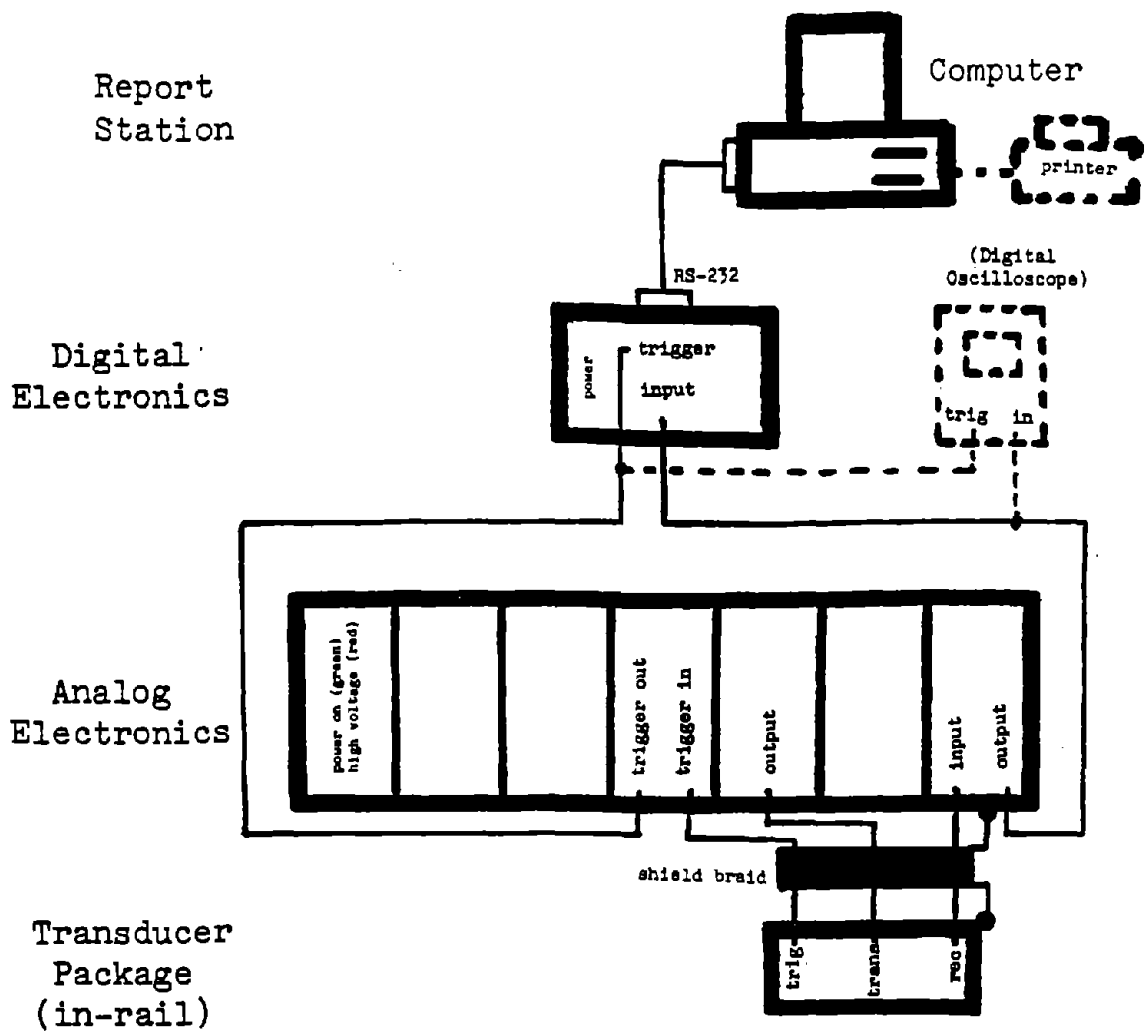 Report
Station
Computer
printer
RS-232
(Digital
Oscilloscope)
Digital
Electronics
power
trigger
input
trig in
Analog
Electronics
power on (green)
high voltage (red)
trigger out
trigger in
output
input
output
shield braid
Transducer
Package
(in-rail)
trig
trans
rec